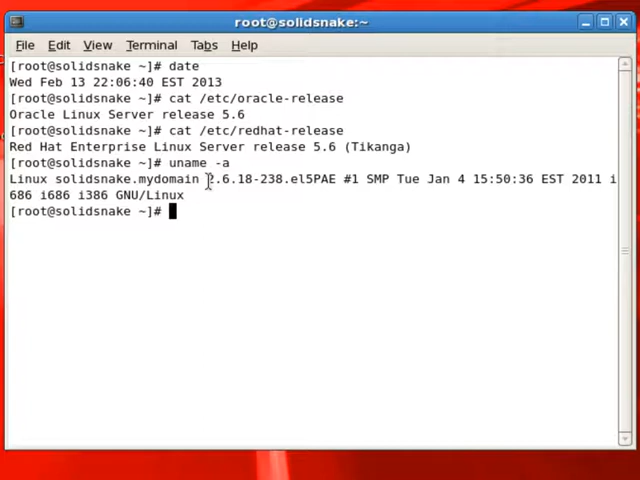 root@solidsnake:~
File Edit View Terminal Tabs Help
[root@solidsnake ~]# date
Wed Feb 13 22:06:40 EST 2013
[root@solidsnake ~]# cat /etc/oracle-release
Oracle Linux Server release 5.6
[root@solidsnake ~]# cat /etc/redhat-release
Red Hat Enterprise Linux Server release 5.6 (Tikanga)
[root@solidsnake ~]# uname -a
Linux solidsnake.mydomain 2.6.18-238.el5PAE #1 SMP Tue Jan 4 15:50:36 EST 2011 i
686 i686 i386 GNU/Linux
[root@solidsnake ~]#